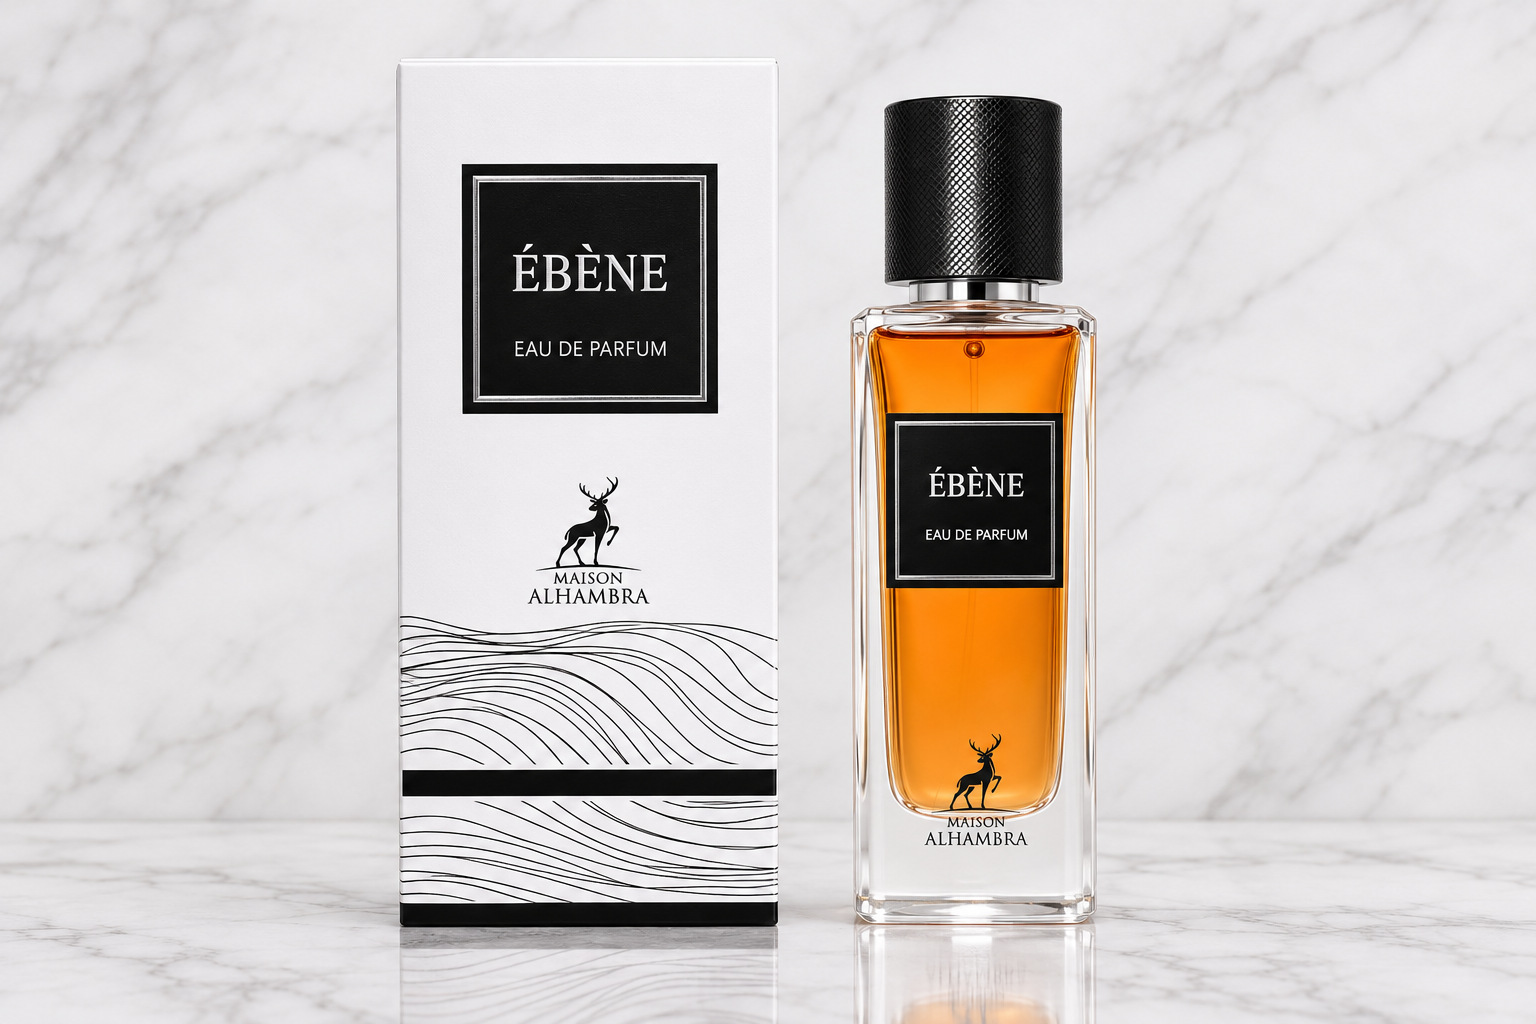 ÉBÈNE
EAU DE PARFUM
MAISON
ALHAMBRA
ÉBÈNE
EAU DE PARFUM
MAISON
ALHAMBRA